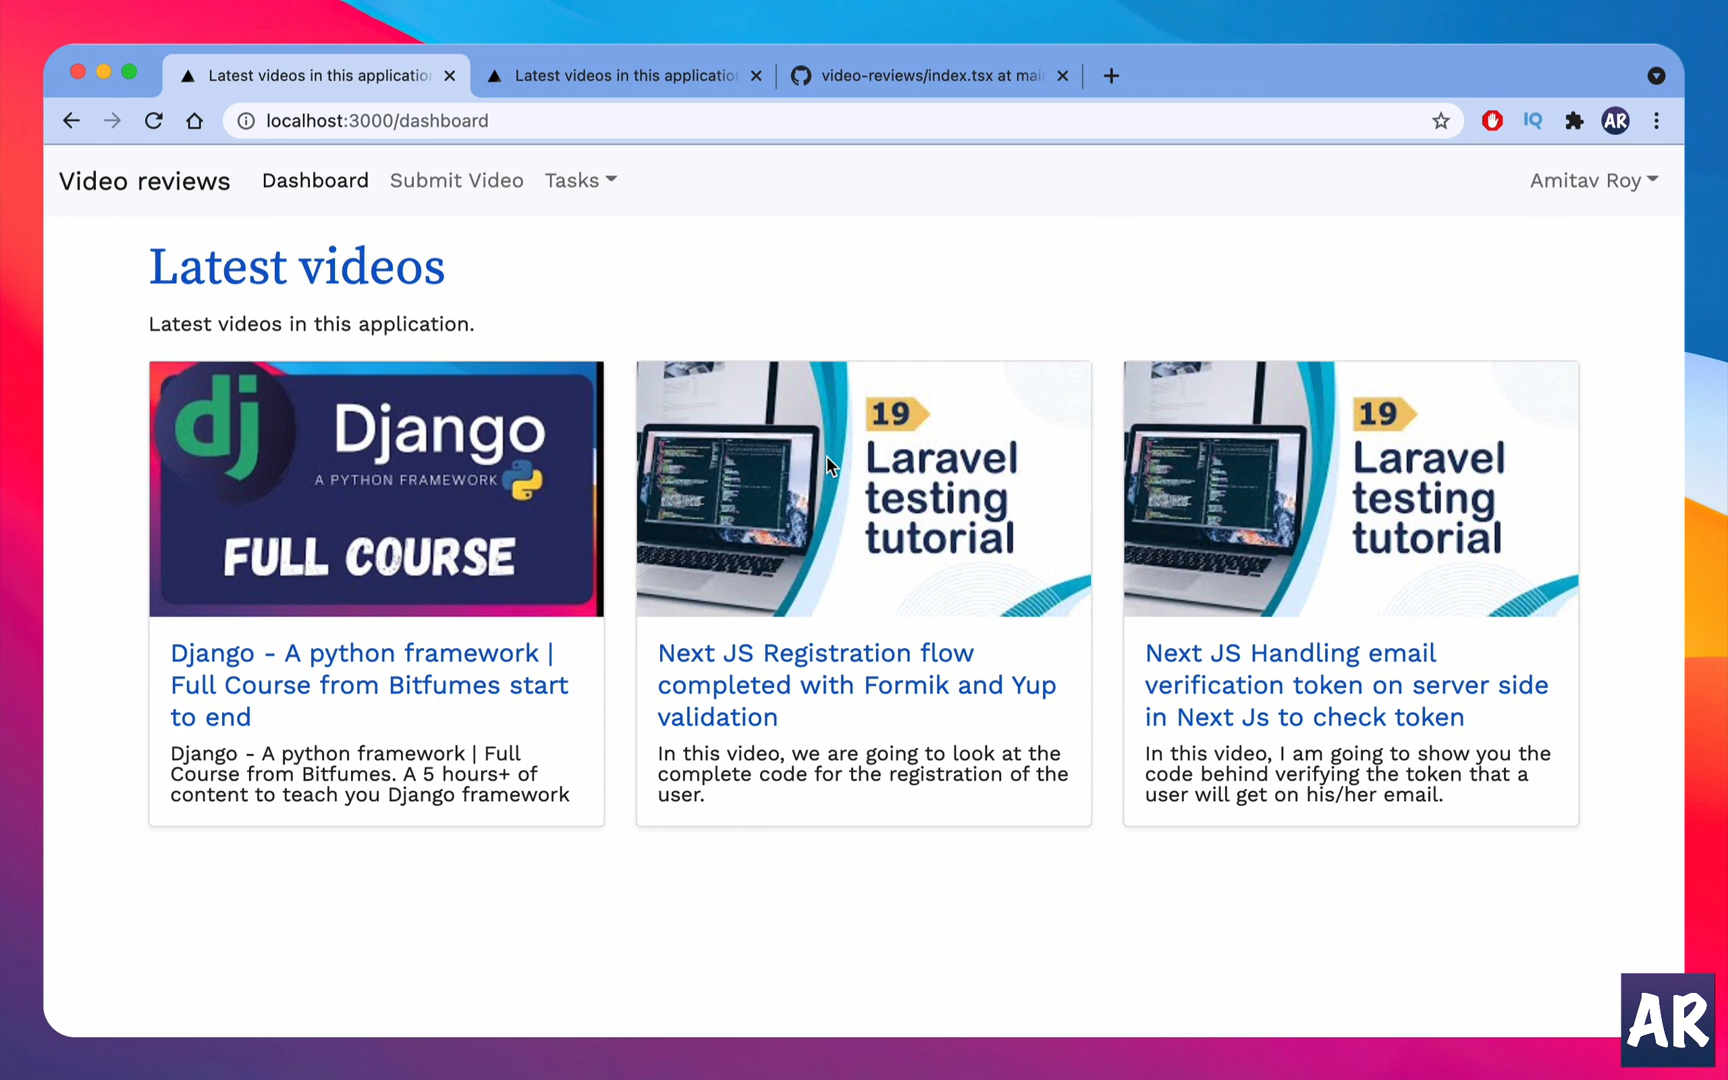 Latest videos in this applicatio
Latest videos in this applicatio
video-reviews/index.tsx at mai
localhost:3000/dashboard
IQ
AR
Video reviews
Dashboard
Submit Video
Tasks
Amitav Roy
Latest videos
Latest videos in this application.
dj
Django
A PYTHON FRAMEWORK
FULL COURSE
Django - A python framework |
Full Course from Bitfumes start
to end
Django - A python framework | Full
Course from Bitfumes. A 5 hours+ of
content to teach you Django framework
19
Laravel
testing
tutorial
Next JS Registration flow
completed with Formik and Yup
validation
In this video, we are going to look at the
complete code for the registration of the
user.
19
Laravel
testing
tutorial
Next JS Handling email
verification token on server side
in Next Js to check token
In this video, I am going to show you the
code behind verifying the token that a
user will get on his/her email.
AR